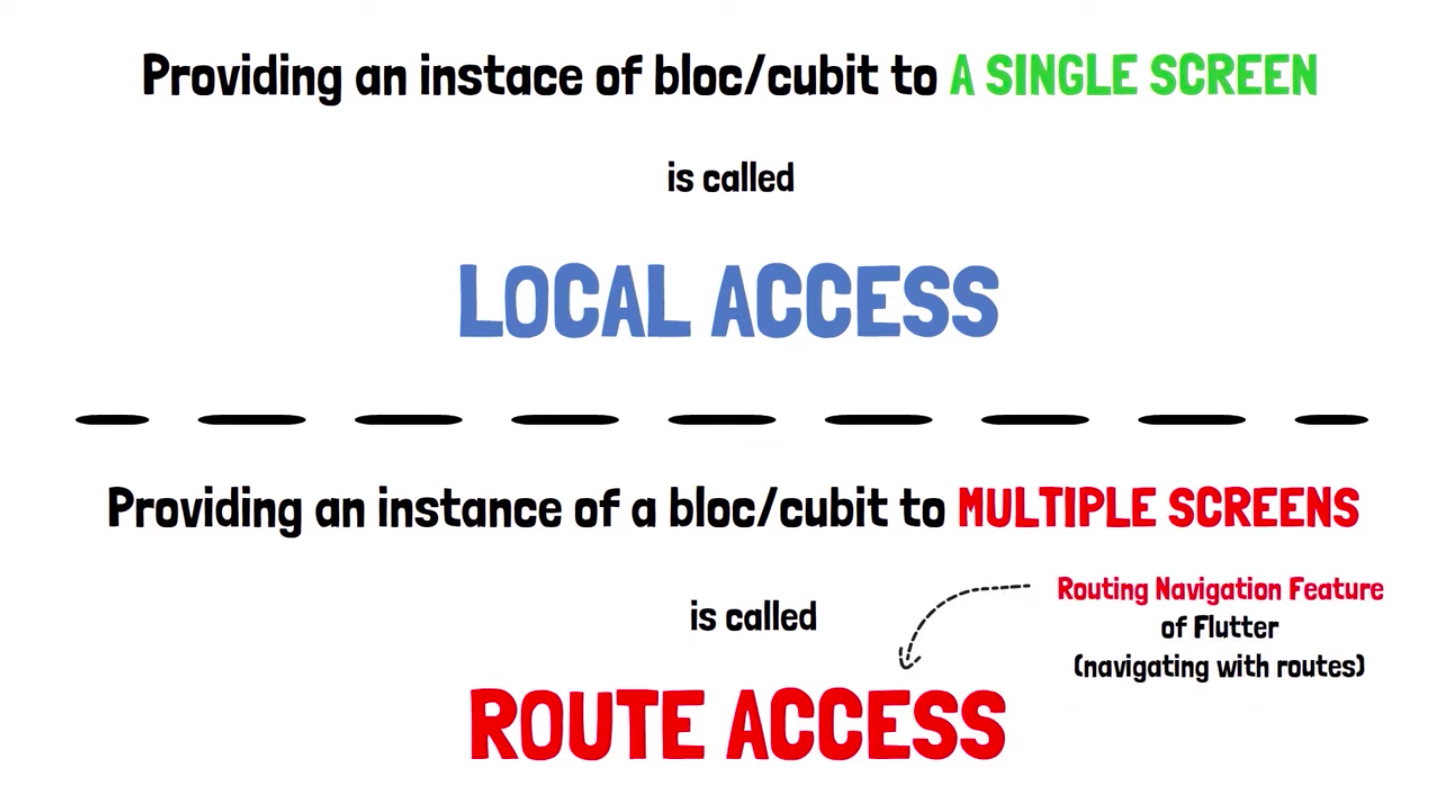 Providing an instace of bloc/cubit to A SINGLE SCREEN
is called
LOCAL ACCESS
Providing an instance of a bloc/cubit to MULTIPLE SCREENS
is called
Routing Navigation Feature
of Flutter
(navigating with routes)
ROUTE ACCESS